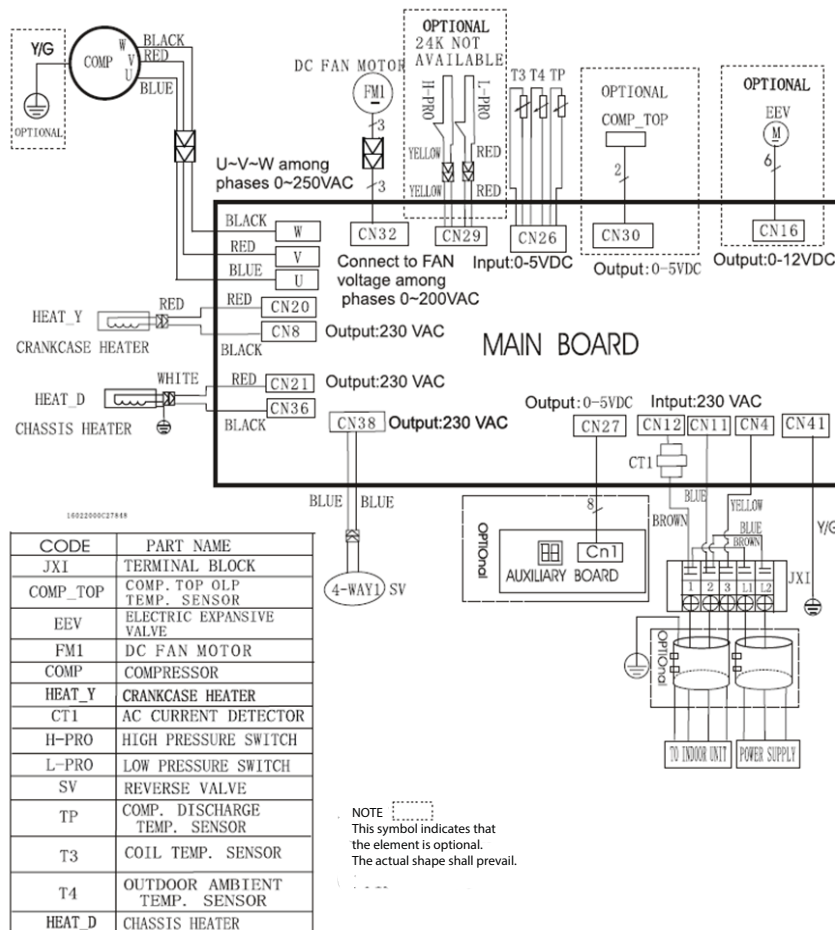 Y/G
OPTIONAL
COMP
W
V
U
BLACK
RED
BLUE
U~V~W among
phases 0~250VAC
DC FAN MOTOR
FM1
3
3
OPTIONAL
24K NOT
AVAILABLE
H-PRO
L-PRO
YELLOW
RED
YELLOW
RED
T3 T4 TP
OPTIONAL
COMP_TOP
2
OPTIONAL
EEV
M
6
BLACK
W
RED
V
BLUE
U
CN32
CN29
CN26
CN30
CN16
Connect to FAN
voltage among
phases 0~200VAC
Input:0-5VDC
Output:0-5VDC
Output:0-12VDC
HEAT_Y
RED
RED
CN20
CN8
Output:230 VAC
CRANKCASE HEATER
BLACK
MAIN BOARD
HEAT_D
WHITE
RED
CN21
Output:230 VAC
CN36
CHASSIS HEATER
BLACK
CN38
Output:230 VAC
Output:0-5VDC
Intput:230 VAC
CN27
CN12
CN11
CN4
CN41
CT1
BLUE
BLUE
8
BROWN
BLUE
YELLOW
BLUE
BROWN
Y/G
OPTIOnal
Cn1
AUXILIARY BOARD
4-WAY1
SV
1
2
3
L1
L2
JX1
OPTIOnal
TO INDOOR UNIT
POWER SUPPLY
16022000C27848
CODE PART NAME
JX1 TERMINAL BLOCK
COMP_TOP COMP.TOP OLP
TEMP. SENSOR
EEV ELECTRIC EXPANSIVE
VALVE
FM1 DC FAN MOTOR
COMP COMPRESSOR
HEAT_Y CRANKCASE HEATER
CT1 AC CURRENT DETECTOR
H-PRO HIGH PRESSURE SWITCH
L-PRO LOW PRESSURE SWITCH
SV REVERSE VALVE
TP COMP. DISCHARGE
TEMP. SENSOR
T3 COIL TEMP. SENSOR
T4 OUTDOOR AMBIENT
TEMP. SENSOR
HEAT_D CHASSIS HEATER
NOTE
This symbol indicates that
the element is optional.
The actual shape shall prevail.